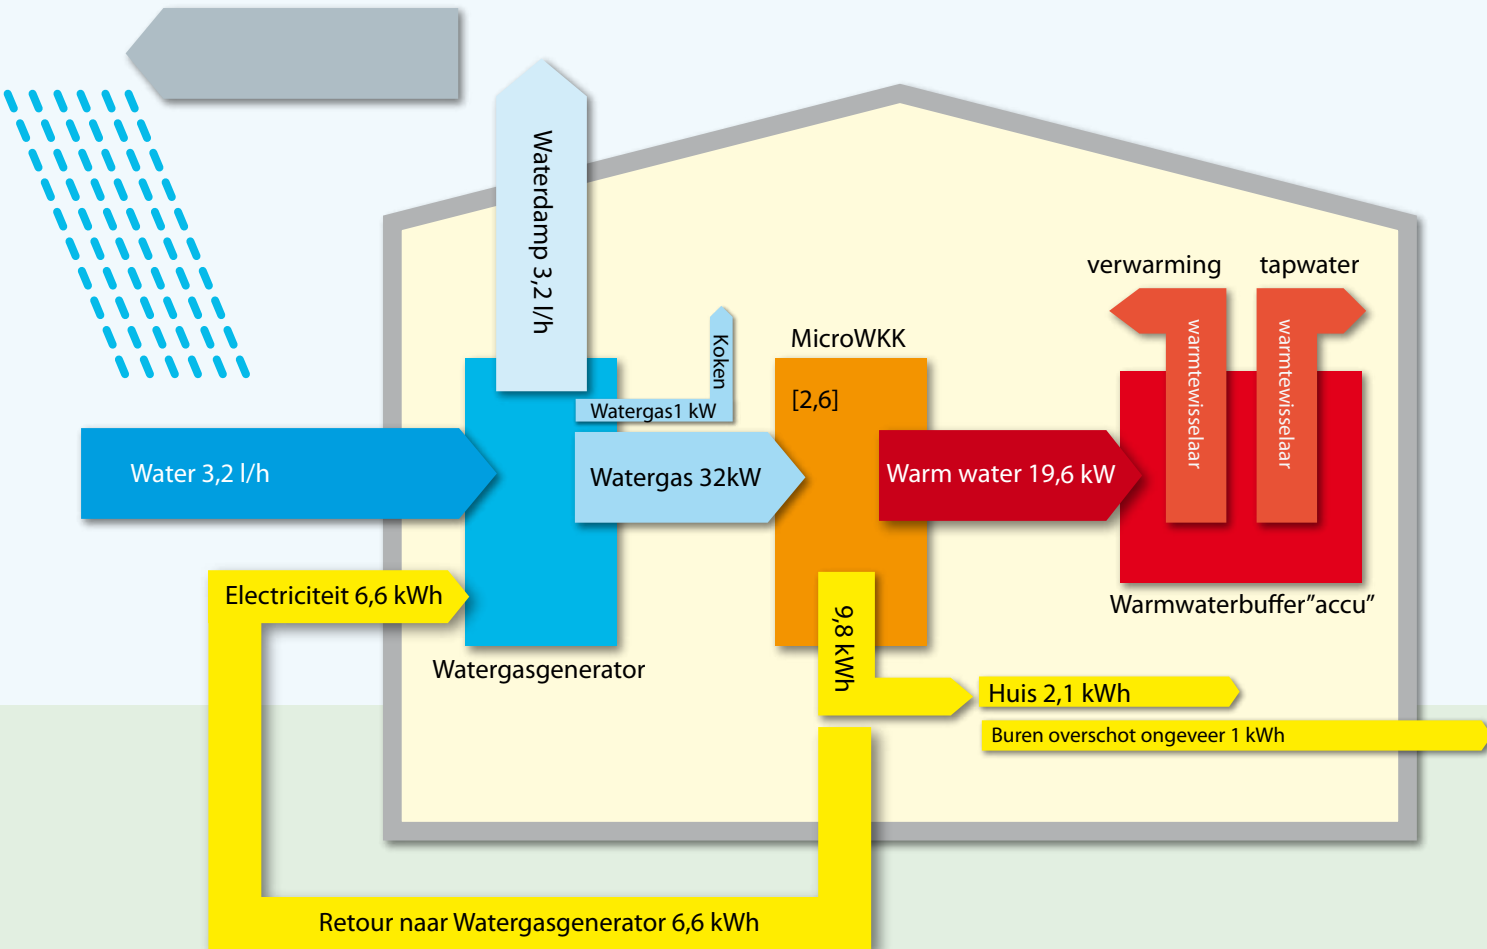 Waterdamp 3,2 l/h
verwarming
tapwater
Koken
MicroWKK
[2,6]
warmtewisselaar
warmtewisselaar
Watergas1 kW
Water 3,2 l/h
Watergas 32kW
Warm water 19,6 kW
Electriciteit 6,6 kWh
Warmwaterbuffer”accu”
9,8 kWh
Watergasgenerator
Huis 2,1 kWh
Buren overschot ongeveer 1 kWh
Retour naar Watergasgenerator 6,6 kWh